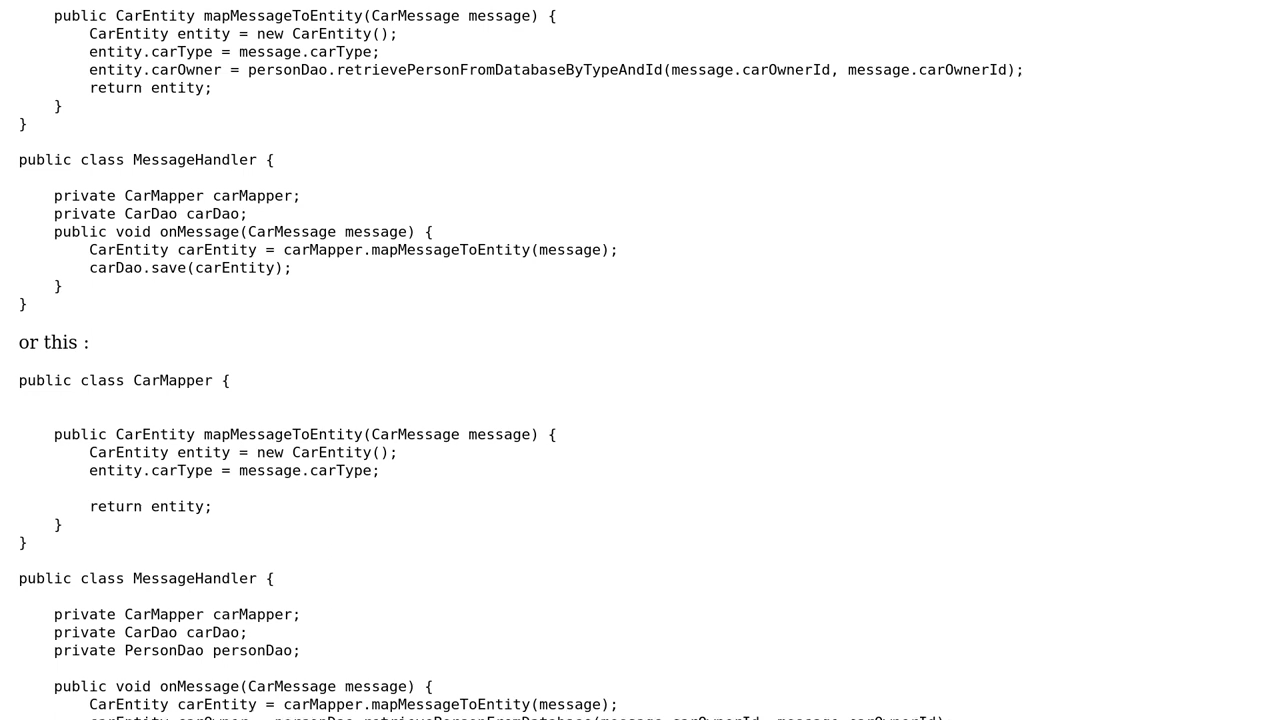 public CarEntity mapMessageToEntity(CarMessage message) {
CarEntity entity = new CarEntity();
entity.carType = message.carType;
entity.carOwner = personDao.retrievePersonFromDatabaseByTypeAndId(message.carOwnerId, message.carOwnerId);
return entity;
}
}
public class MessageHandler {
private CarMapper carMapper;
private CarDao carDao;
public void onMessage(CarMessage message) {
CarEntity carEntity = carMapper.mapMessageToEntity(message);
carDao.save(carEntity);
}
}
or this :
public class CarMapper {
public CarEntity mapMessageToEntity(CarMessage message) {
CarEntity entity = new CarEntity();
entity.carType = message.carType;
return entity;
}
}
public class MessageHandler {
private CarMapper carMapper;
private CarDao carDao;
private PersonDao personDao;
public void onMessage(CarMessage message) {
CarEntity carEntity = carMapper.mapMessageToEntity(message);